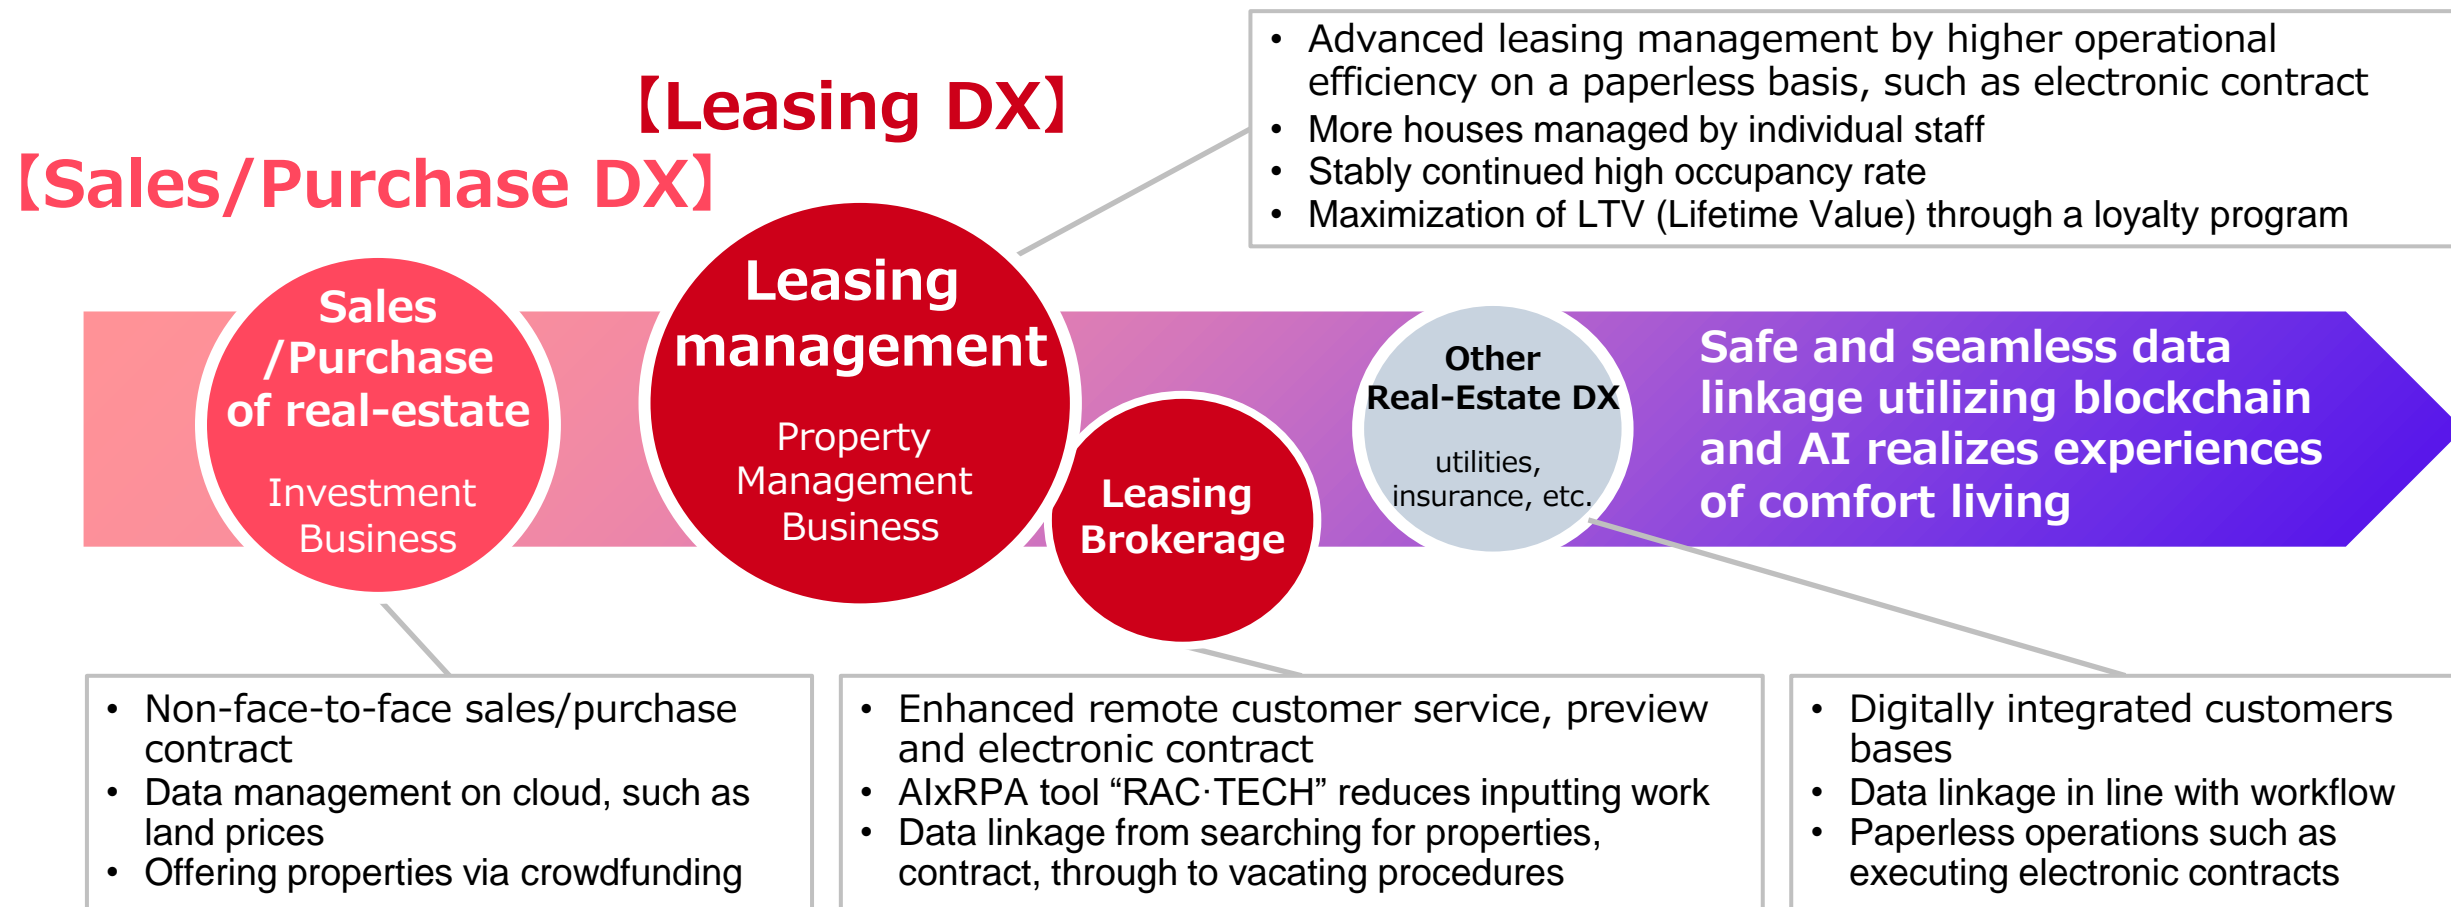 • Advanced leasing management by higher operational
efficiency on a paperless basis, such as electronic contract
• More houses managed by individual staff
• Stably continued high occupancy rate
• Maximization of LTV (Lifetime Value) through a loyalty program
【Leasing DX】
【Sales/Purchase DX】
Sales
/Purchase
of real-estate
Investment
Business
Leasing
management
Property
Management
Business
Leasing
Brokerage
Other
Real-Estate DX
utilities,
insurance, etc.
Safe and seamless data
linkage utilizing blockchain
and AI realizes experiences
of comfort living
• Non-face-to-face sales/purchase
contract
• Data management on cloud, such as
land prices
• Offering properties via crowdfunding
• Enhanced remote customer service, preview
and electronic contract
• AIxRPA tool “RAC·TECH” reduces inputting work
• Data linkage from searching for properties,
contract, through to vacating procedures
• Digitally integrated customers
bases
• Data linkage in line with workflow
• Paperless operations such as
executing electronic contracts